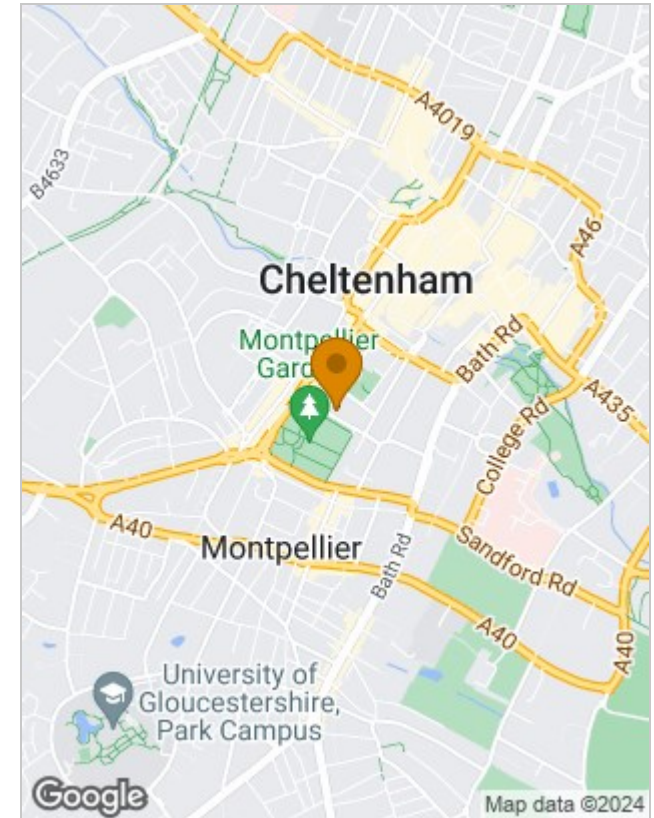 A4019
B4633
A46
Cheltenham
Montpellier
Bath Rd
A435
College Rd
A40
Montpellier
Sandford Rd
Bath Rd
A40
A40
University of
Gloucestershire,
Park Campus
Google
Map data ©2024